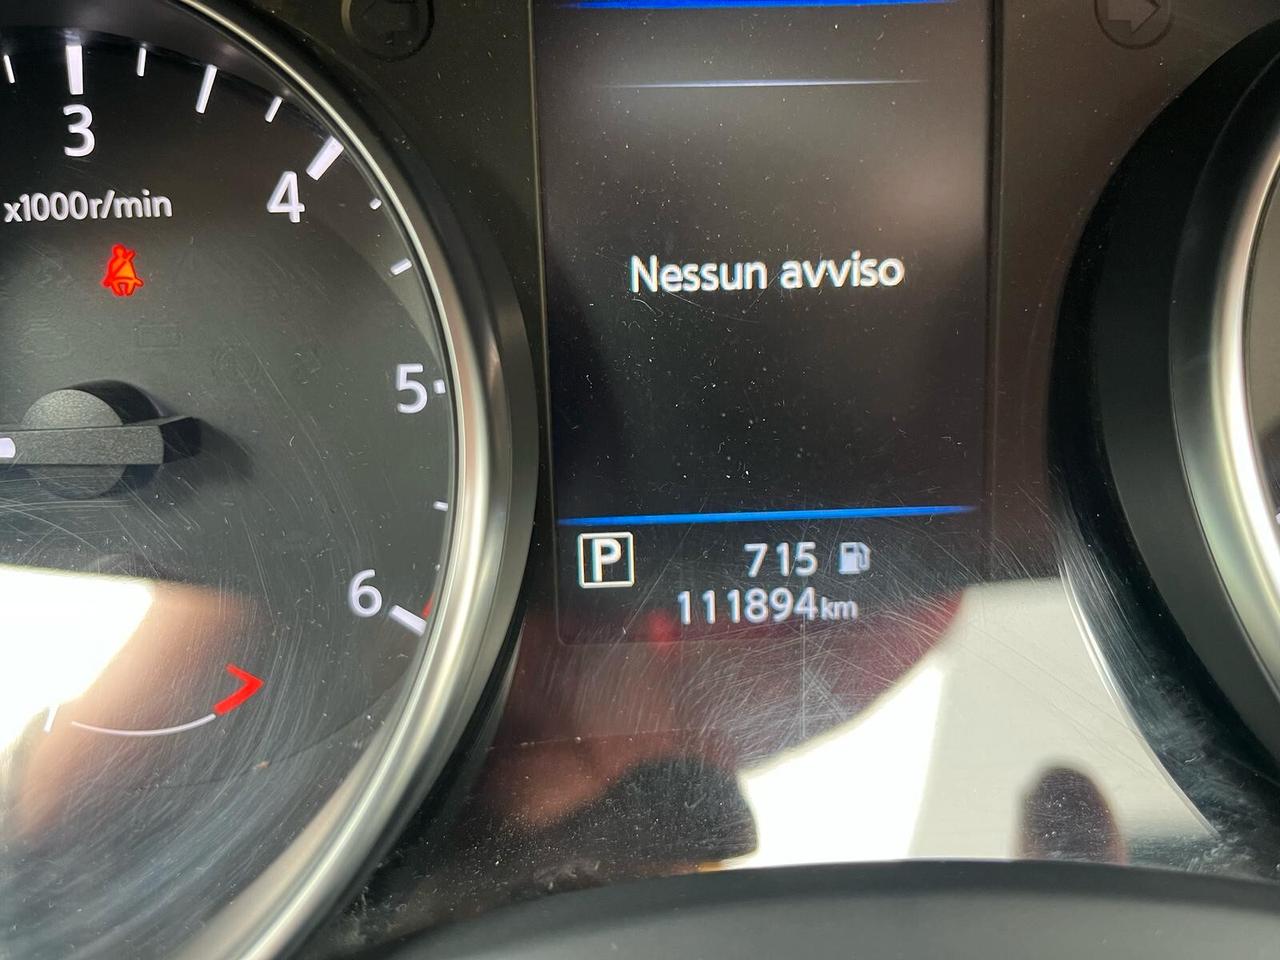 3
4
x1000r/min
Nessun avviso
5
P 715
6
111894km